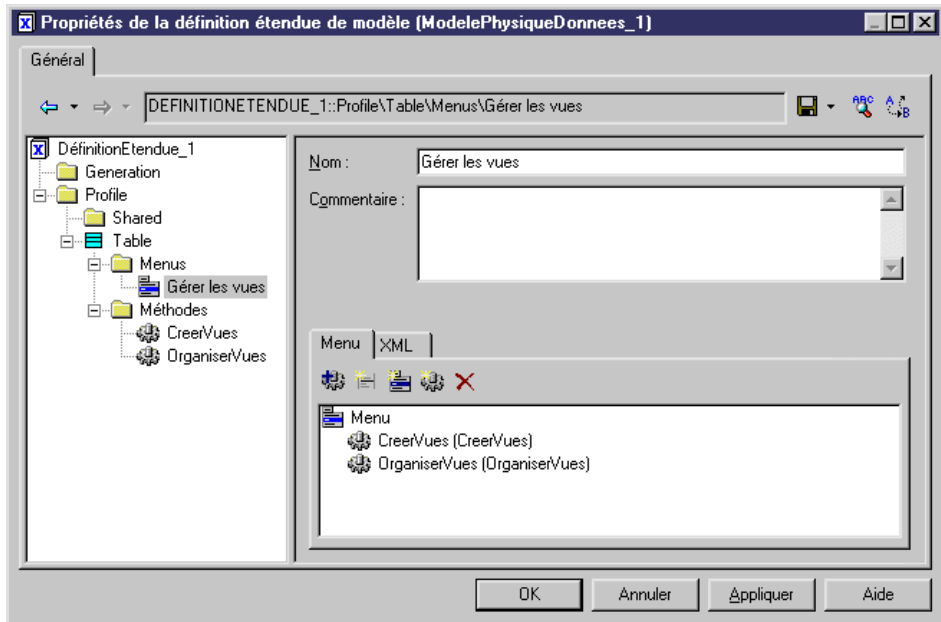 Propriétés de la définition étendue de modèle (ModelePhysiqueDonnees_1)
Général
DEFINITIONETENDUE_1::Profile\Table\Menus\Gérer les vues
DéfinitionEtendue_1
Generation
Profile
Shared
Table
Menus
Gérer les vues
Méthodes
CreerVues
OrganiserVues
Nom :
Gérer les vues
Commentaire :
Menu
XML
Menu
CreerVues (CreerVues)
OrganiserVues (OrganiserVues)
OK
Annuler
Appliquer
Aide